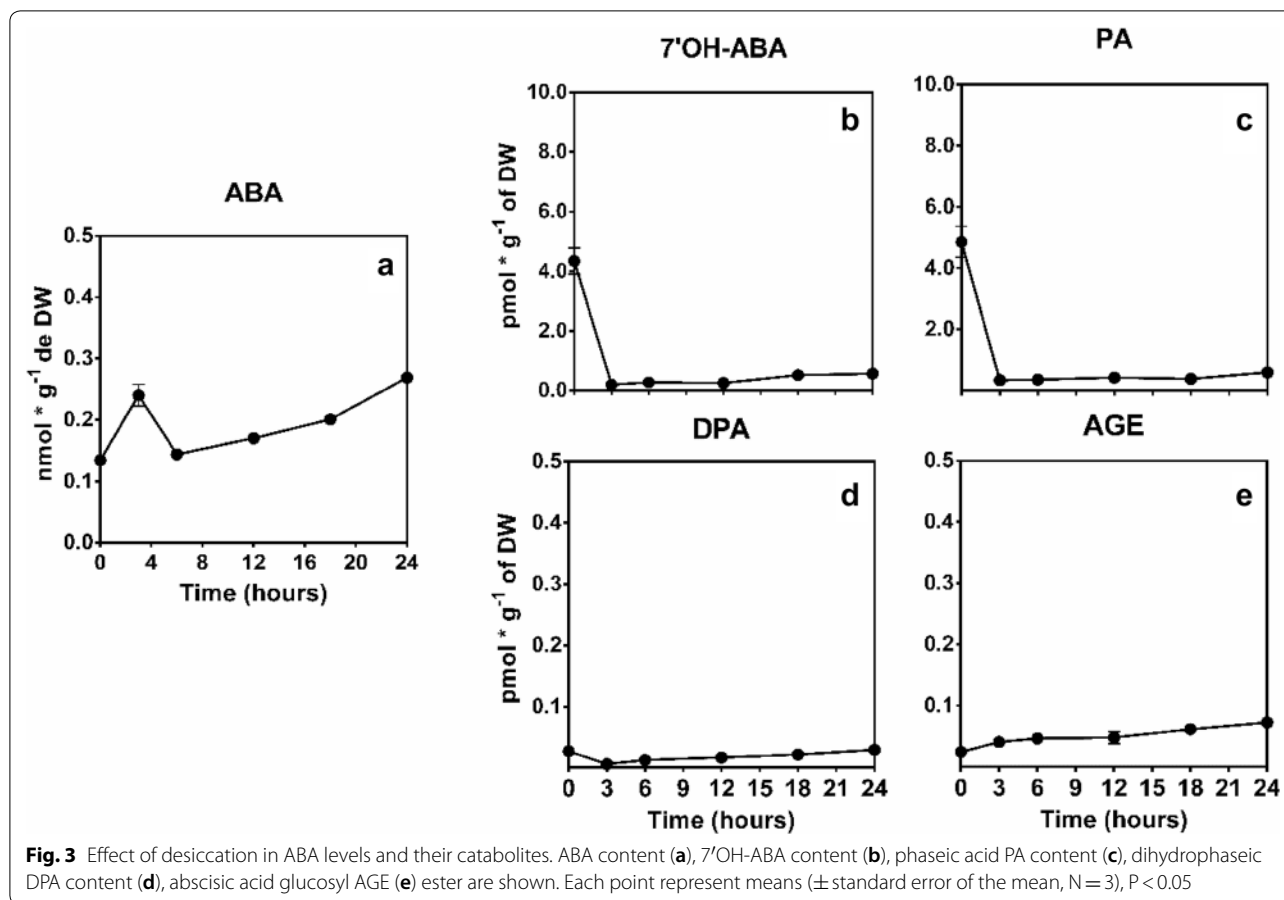 ABA
a
nmol * g-1 de DW
0.5
0.4
0.3
0.2
0.1
0.0
0 4 8 12 16 20 24
Time (hours)
7'OH-ABA
b
pmol * g-1 of DW
10.0
8.0
6.0
4.0
2.0
0.0
PA
c
10.0
8.0
6.0
4.0
2.0
DPA
d
pmol * g-1 of DW
0.5
0.4
0.3
0.2
0.1
0 3 6 9 12 15 18 21 24
Time (hours)
AGE
e
0.5
0.4
0.3
0.2
0.1
0 3 6 9 12 15 18 21 24
Time (hours)
Fig. 3 Effect of desiccation in ABA levels and their catabolites. ABA content (a), 7′OH-ABA content (b), phaseic acid PA content (c), dihydrophaseic
DPA content (d), abscisic acid glucosyl AGE (e) ester are shown. Each point represent means (± standard error of the mean, N = 3), P < 0.05